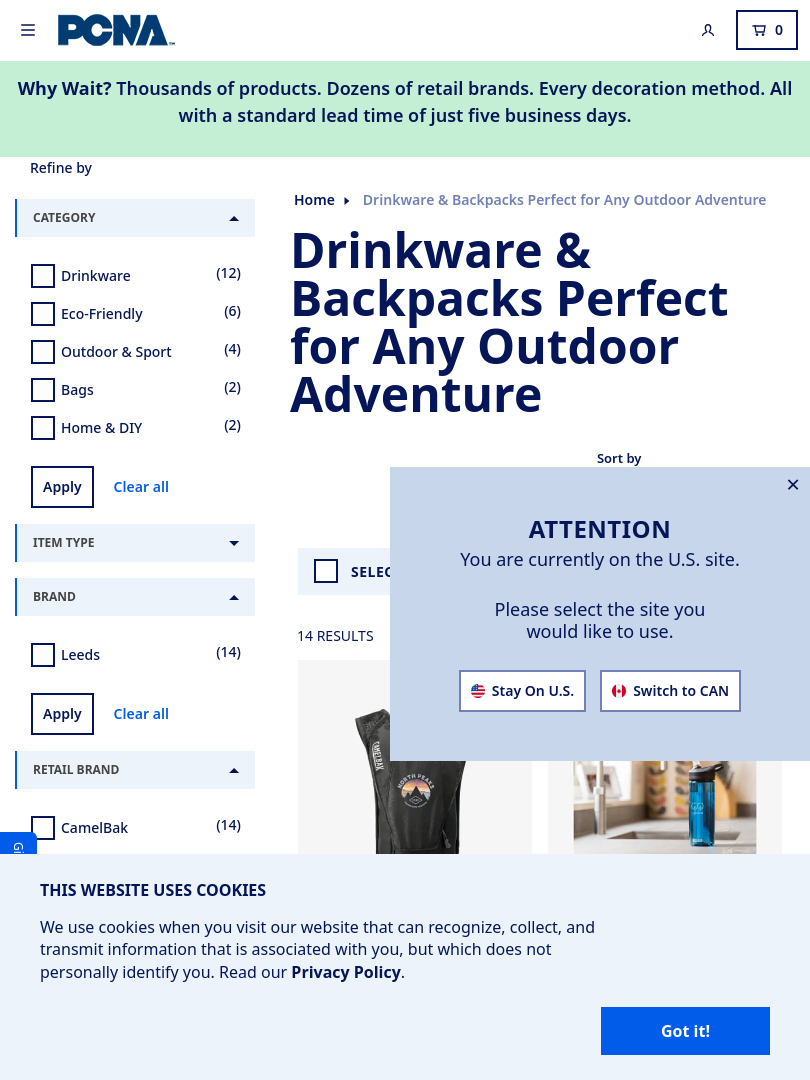 PCNA
0
Why Wait? Thousands of products. Dozens of retail brands. Every decoration method. All
with a standard lead time of just five business days.
Refine by
CATEGORY
Drinkware (12)
Eco-Friendly (6)
Outdoor & Sport (4)
Bags (2)
Home & DIY (2)
Apply Clear all
ITEM TYPE
BRAND
Leeds (14)
Apply Clear all
RETAIL BRAND
CamelBak (14)
Home Drinkware & Backpacks Perfect for Any Outdoor Adventure
Drinkware &
Backpacks Perfect
for Any Outdoor
Adventure
Sort by
14 RESULTS
CAMELBAK
NORTH PEAKS
ATTENTION
You are currently on the U.S. site.
Please select the site you
would like to use.
Stay On U.S. Switch to CAN
THIS WEBSITE USES COOKIES
We use cookies when you visit our website that can recognize, collect, and
transmit information that is associated with you, but which does not
personally identify you. Read our Privacy Policy.
Got it!